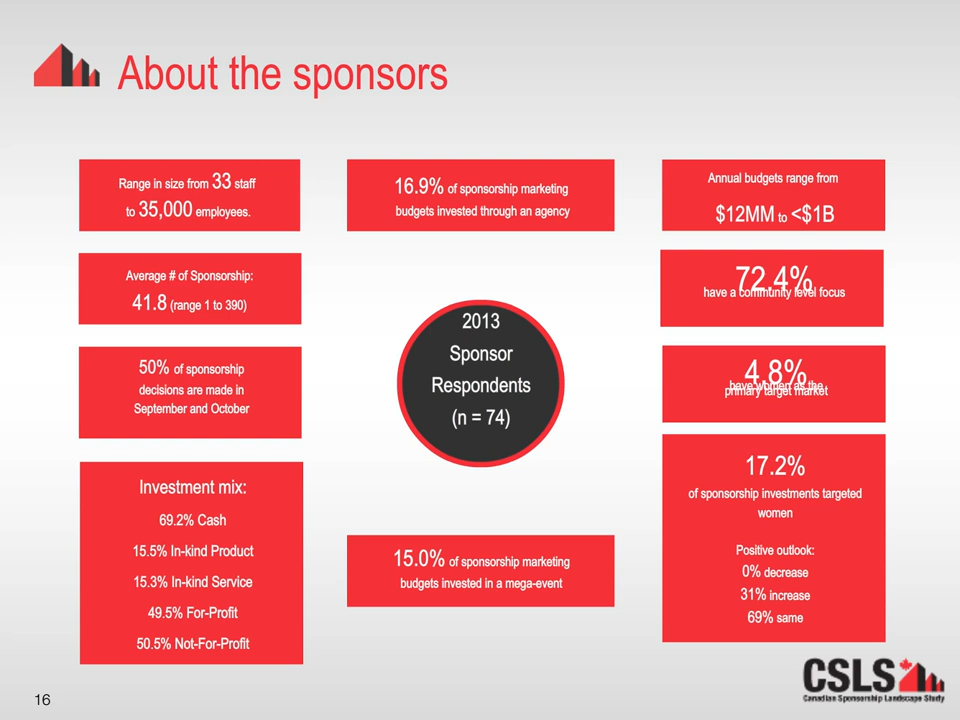 About the sponsors
Range in size from 33 staff
to 35,000 employees.
16.9% of sponsorship marketing
budgets invested through an agency
Annual budgets range from
$12MM to <$1B
Average # of Sponsorship:
41.8 (range 1 to 390)
72.4%
have a community level focus
2013
Sponsor
Respondents
(n = 74)
50% of sponsorship
decisions are made in
September and October
4.8%
have women as the
primary target market
Investment mix:
69.2% Cash
15.5% In-kind Product
15.3% In-kind Service
49.5% For-Profit
50.5% Not-For-Profit
15.0% of sponsorship marketing
budgets invested in a mega-event
17.2%
of sponsorship investments targeted
women
Positive outlook:
0% decrease
31% increase
69% same
16
CSLS
Canadian Sponsorship Landscape Study